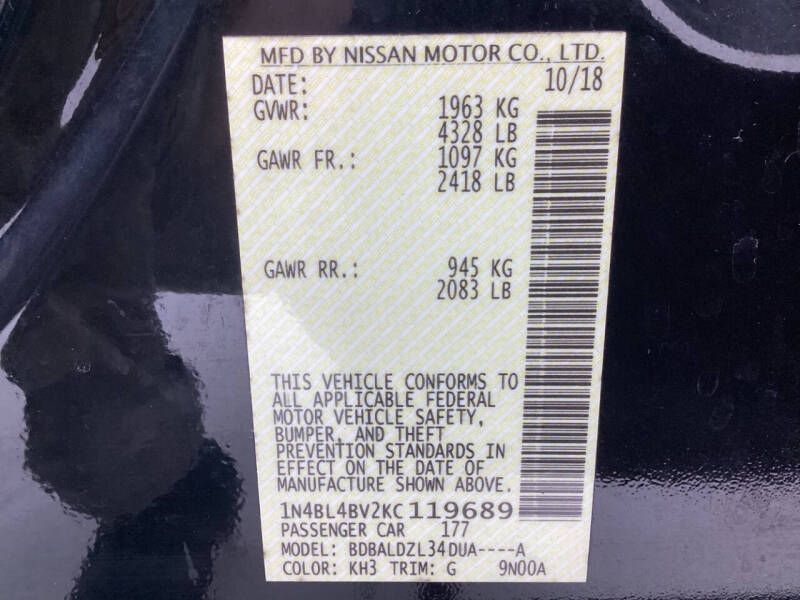 MFD BY NISSAN MOTOR CO., LTD.
DATE: 10/18
GVWR: 1963 KG
4328 LB
GAWR FR.: 1097 KG
2418 LB
GAWR RR.: 945 KG
2083 LB
THIS VEHICLE CONFORMS TO
ALL APPLICABLE FEDERAL
MOTOR VEHICLE SAFETY,
BUMPER, AND THEFT
PREVENTION STANDARDS IN
EFFECT ON THE DATE OF
MANUFACTURE SHOWN ABOVE.
1N4BL4BV2KC119689
PASSENGER CAR 177
MODEL: BDBALDZL34DUA----A
COLOR: KH3 TRIM: G 9N00A